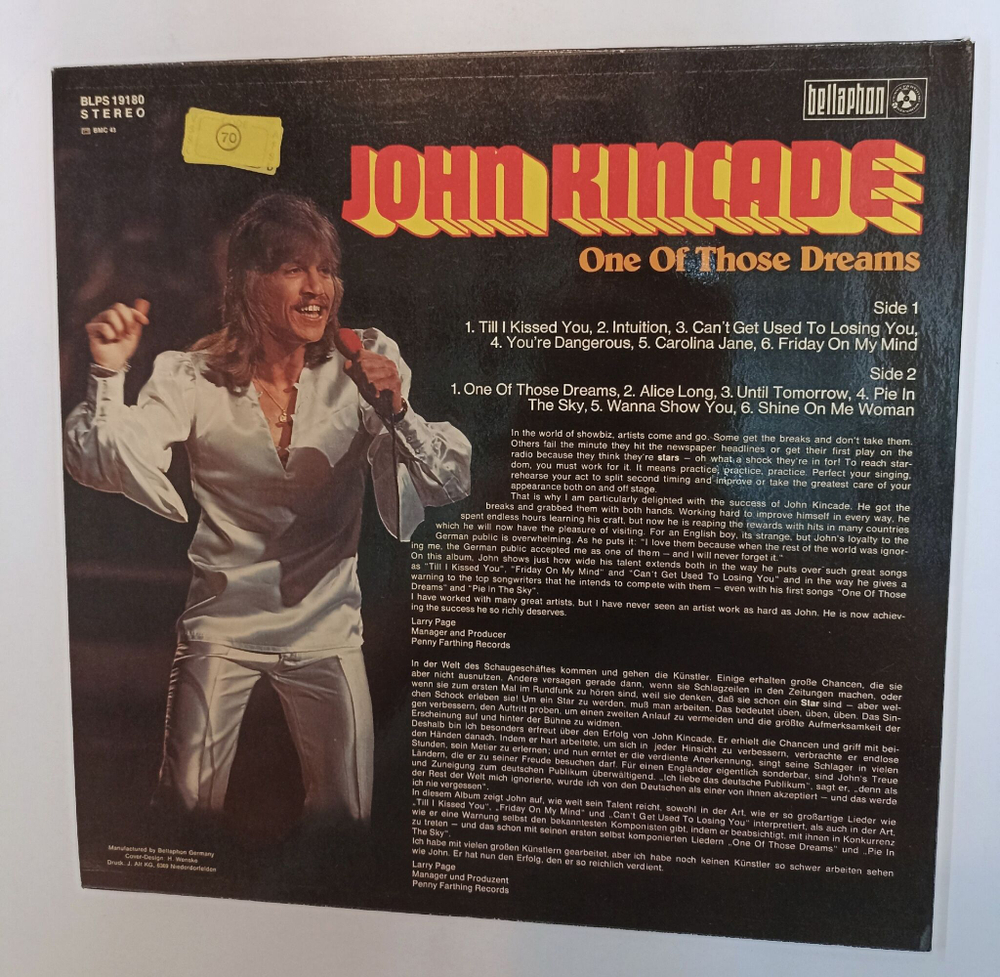 BLPS 19180
STEREO
BMC 43
70
bellaphon
JOHN KINCADE
One Of Those Dreams
Side 1
1. Till I Kissed You, 2. Intuition, 3. Can't Get Used To Losing You,
4. You're Dangerous, 5. Carolina Jane, 6. Friday On My Mind
Side 2
1. One Of Those Dreams, 2. Alice Long, 3. Until Tomorrow, 4. Pie In
The Sky, 5. Wanna Show You, 6. Shine On Me Woman
In the world of showbiz, artists come and go. Some get the breaks and don't take them.
Others fail the minute they hit the newspaper headlines or get their first play on the
radio because they think they're stars – oh what a shock they're in for! To reach star-
dom, you must work for it. It means practice, practice, practice. Perfect your singing,
rehearse your act to split second timing and improve or take the greatest care of your
appearance both on and off stage.
That is why I am particularly delighted with the success of John Kincade. He got the
breaks and grabbed them with both hands. Working hard to improve himself in every way, he
spent endless hours learning his craft, but now he is reaping the rewards with hits in many countries
which he will now have the pleasure of visiting. For an English boy, its strange, but John's loyalty to the
German public is overwhelming. As he puts it: "I love them because when the rest of the world was ignor-
ing me, the German public accepted me as one of them – and I will never forget it."
On this album, John shows just how wide his talent extends both in the way he puts over such great songs
as "Till I Kissed You", "Friday On My Mind" and "Can't Get Used To Losing You" and in the way he gives a
warning to the top songwriters that he intends to compete with them – even with his first songs "One Of Those
Dreams" and "Pie In The Sky".
I have worked with many great artists, but I have never seen an artist work as hard as John. He is now achiev-
ing the success he so richly deserves.
Larry Page
Manager and Producer
Penny Farthing Records
In der Welt des Schaugeschäftes kommen und gehen die Künstler. Einige erhalten große Chancen, die sie
aber nicht ausnutzen. Andere versagen gerade dann, wenn sie Schlagzeilen in den Zeitungen machen, oder
wenn sie zum ersten Mal im Rundfunk zu hören sind, weil sie denken, daß sie schon ein Star sind – aber wel-
chen Schock erleben sie! Um ein Star zu werden, muß man arbeiten. Das bedeutet üben, üben, üben. Das Sin-
gen verbessern, den Auftritt proben, um einen zweiten Anlauf zu vermeiden und die größte Aufmerksamkeit der
Erscheinung auf und hinter der Bühne zu widmen.
Deshalb bin ich besonders erfreut über den Erfolg von John Kincade. Er erhielt die Chancen und griff mit bei-
den Händen danach. Indem er hart arbeitete, um sich in jeder Hinsicht zu verbessern, verbrachte er endlose
Stunden, sein Metier zu erlernen; und nun erntet er die verdiente Anerkennung, singt seine Schlager in vielen
Ländern, die er zu seiner Freude besuchen darf. Für einen Engländer eigentlich sonderbar, sind John's Treue
und Zuneigung zum deutschen Publikum überwältigend. „Ich liebe das deutsche Publikum", sagt er, „denn als
der Rest der Welt mich ignorierte, wurde ich von den Deutschen als einer von ihnen akzeptiert – und das werde
ich nie vergessen".
In diesem Album zeigt John auf, wie weit sein Talent reicht, sowohl in der Art, wie er so großartige Lieder wie
„Till I Kissed You", „Friday On My Mind" und „Can't Get Used To Losing You" interpretiert, als auch in der Art,
wie er eine Warnung selbst den bekanntesten Komponisten gibt, indem er beabsichtigt, mit ihnen in Konkurrenz
zu treten – und das schon mit seinen ersten selbst komponierten Liedern „One Of Those Dreams" und „Pie In
The Sky".
Ich habe mit vielen großen Künstlern gearbeitet, aber ich habe noch keinen Künstler so schwer arbeiten sehen
wie John. Er hat nun den Erfolg, den er so reichlich verdient.
Larry Page
Manager und Produzent
Penny Farthing Records
Manufactured by Bellaphon Germany
Cover-Design: H. Wenske
Druck: J. Alt KG, 6369 Niederdorfelden